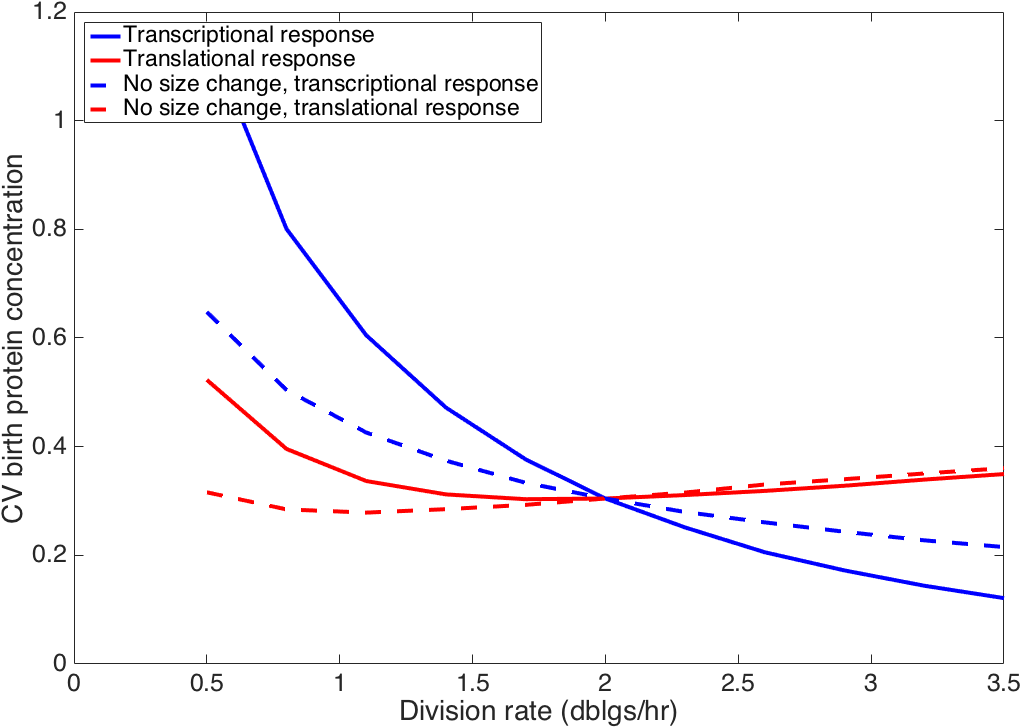 1.2
Transcriptional response
Translational response
No size change, transcriptional response
No size change, translational response
1
0.8
0.6
0.4
0.2
0
CV birth protein concentration
0 0.5 1 1.5 2 2.5 3 3.5
Division rate (dblgs/hr)